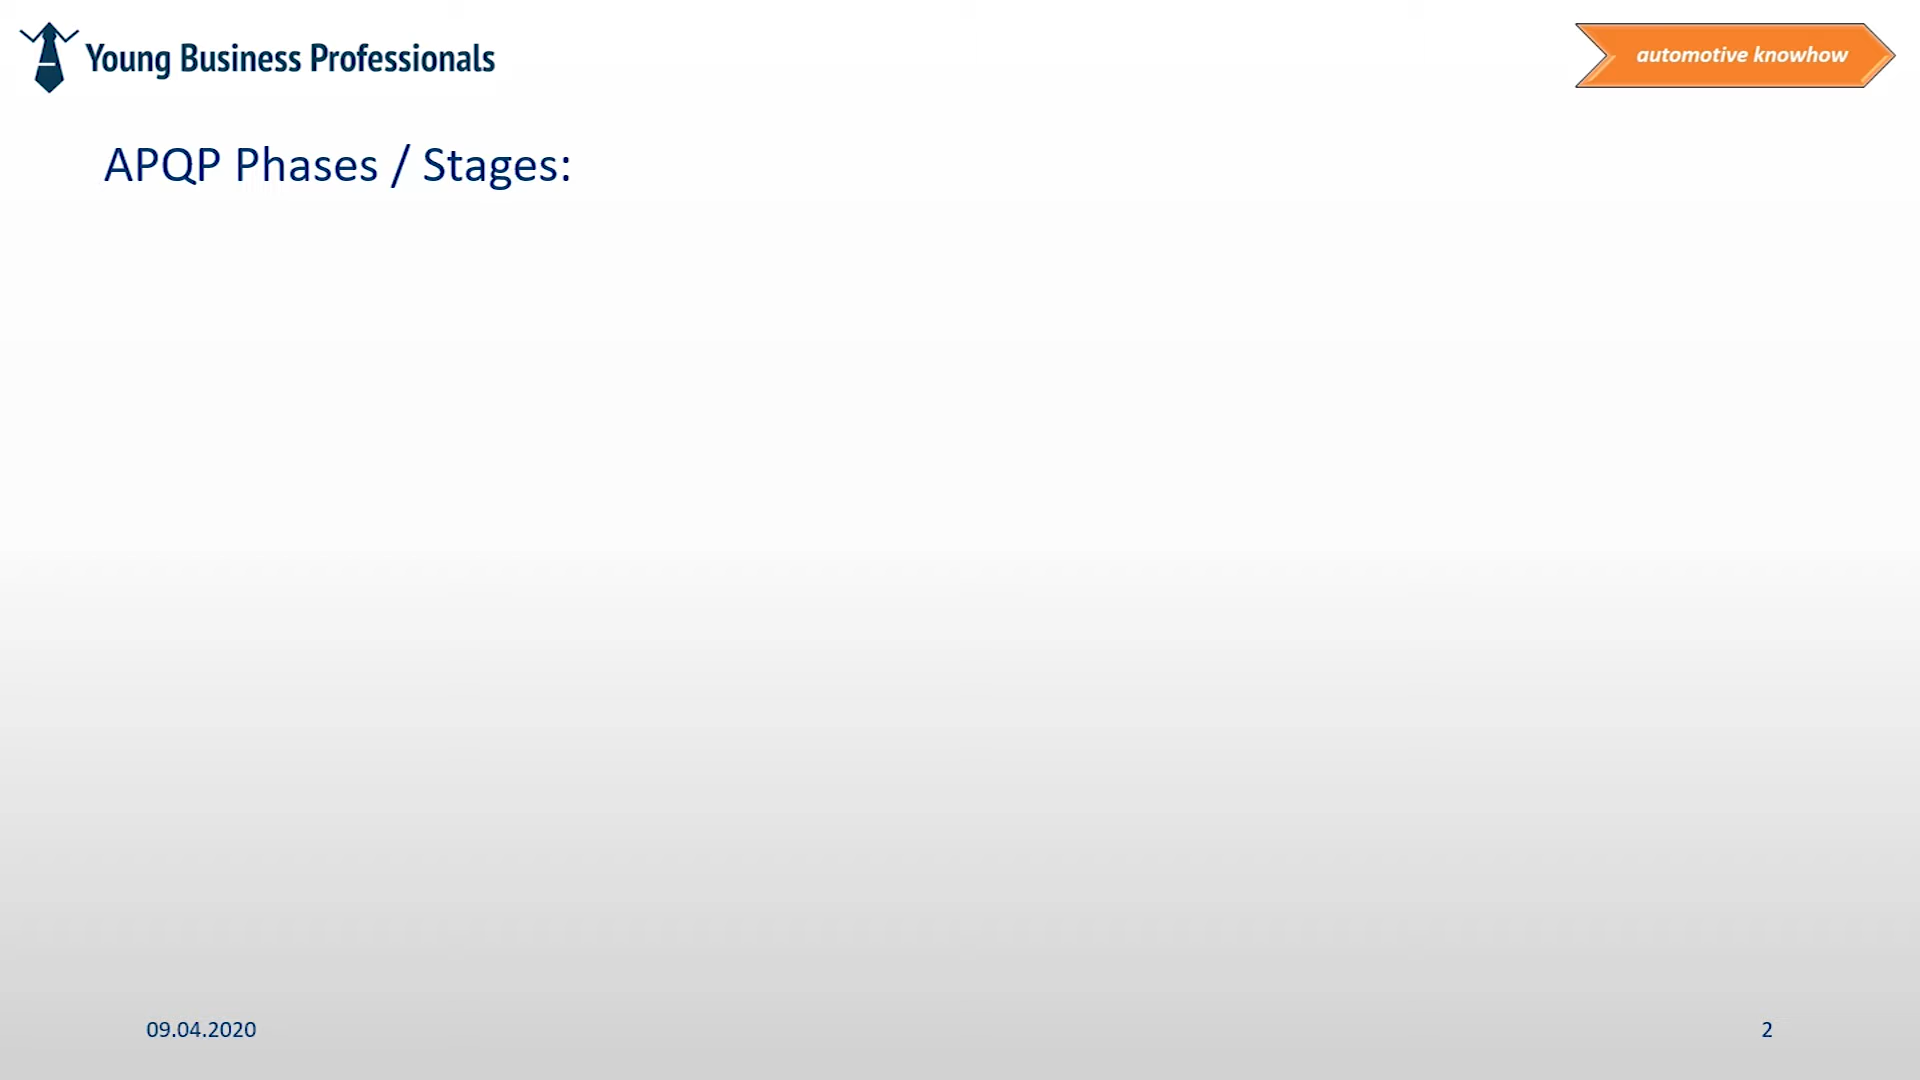 Young Business Professionals
automotive knowhow
APQP Phases / Stages:
09.04.2020
2